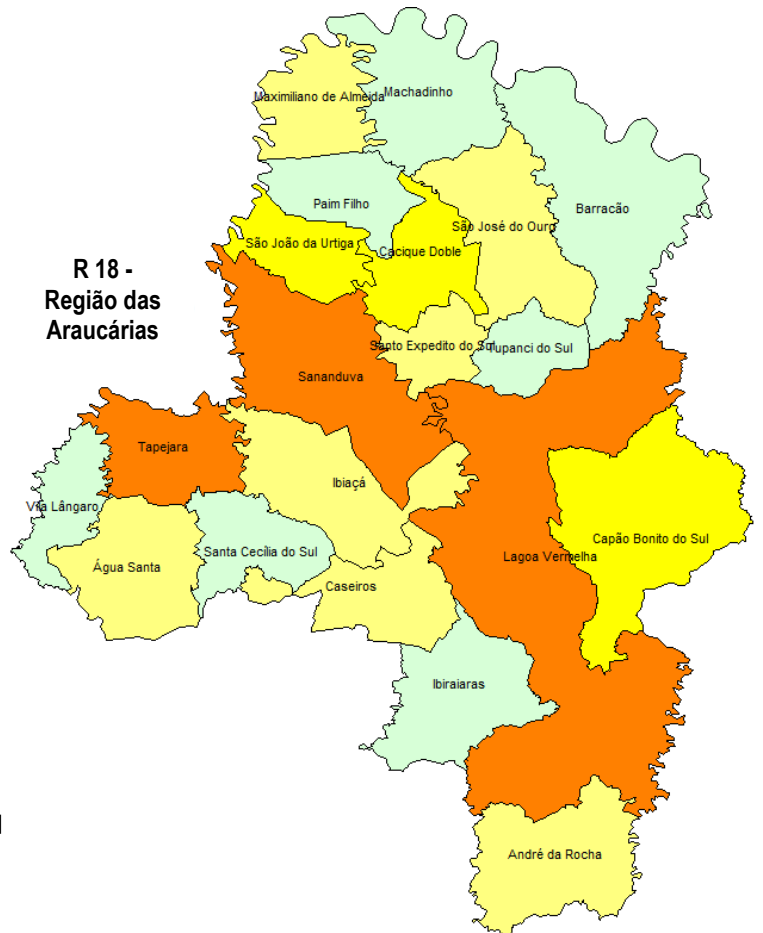 Machadinho
Maximiliano de Almeida
Paim Filho
Barracão
São José do Ouro
São João da Urtiga
Cacique Doble
R 18 -
Região das
Araucárias
Santo Expedito do Sul
Tupanci do Sul
Sananduva
Tapejara
Ibiaçá
Vila Lângaro
Capão Bonito do Sul
Santa Cecília do Sul
Lagoa Vermelha
Água Santa
Caseiros
Ibiraiaras
André da Rocha